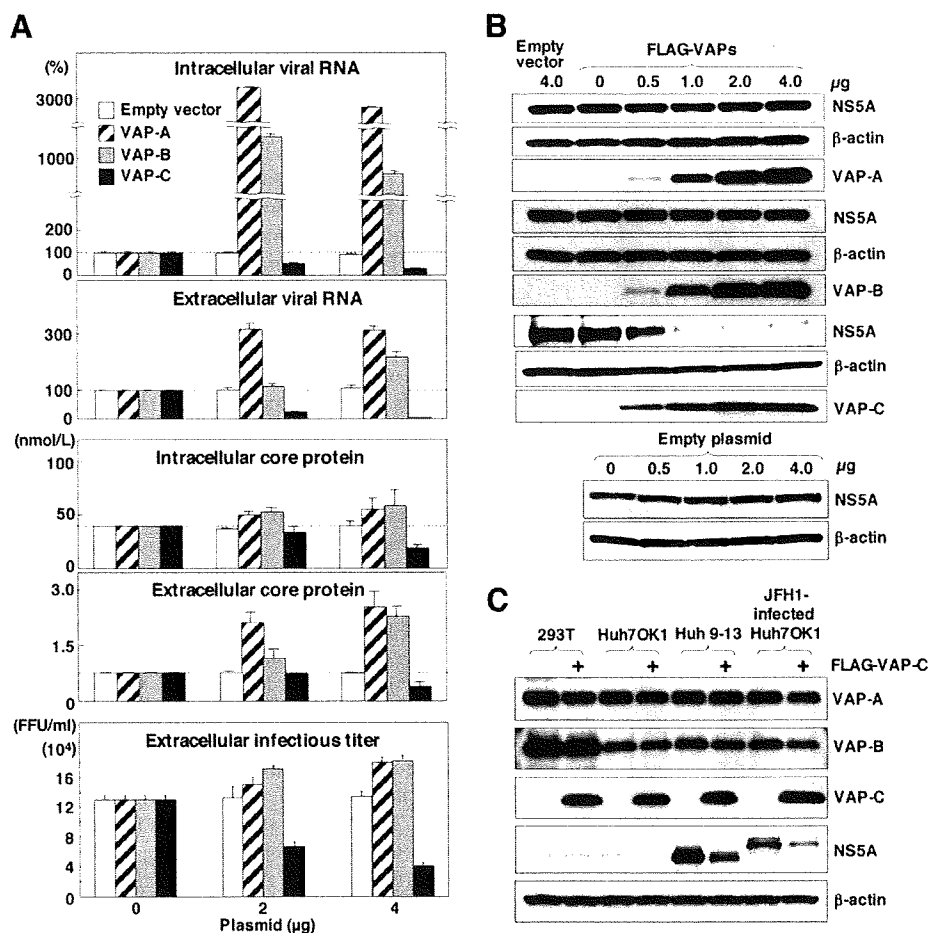 A
(%)
Intracellular viral RNA
3000
Empty vector
VAP-A
VAP-B
VAP-C
1000
200
100
0
Extracellular viral RNA
300
100
0
(nmol/L)
Intracellular core protein
100
50
0
Extracellular core protein
3.0
1.5
0
(FFU/ml)
(10⁴)
Extracellular infectious titer
16
12
8
4
0
0 2 4
Plasmid (µg)
B
Empty vector FLAG-VAPs
4.0 0 0.5 1.0 2.0 4.0 µg
NS5A
β-actin
VAP-A
NS5A
β-actin
VAP-B
NS5A
β-actin
VAP-C
Empty plasmid
0 0.5 1.0 2.0 4.0 µg
NS5A
β-actin
C
293T Huh7OK1 Huh 9-13 JFH1-infected Huh7OK1
+ + + + FLAG-VAP-C
VAP-A
VAP-B
VAP-C
NS5A
β-actin